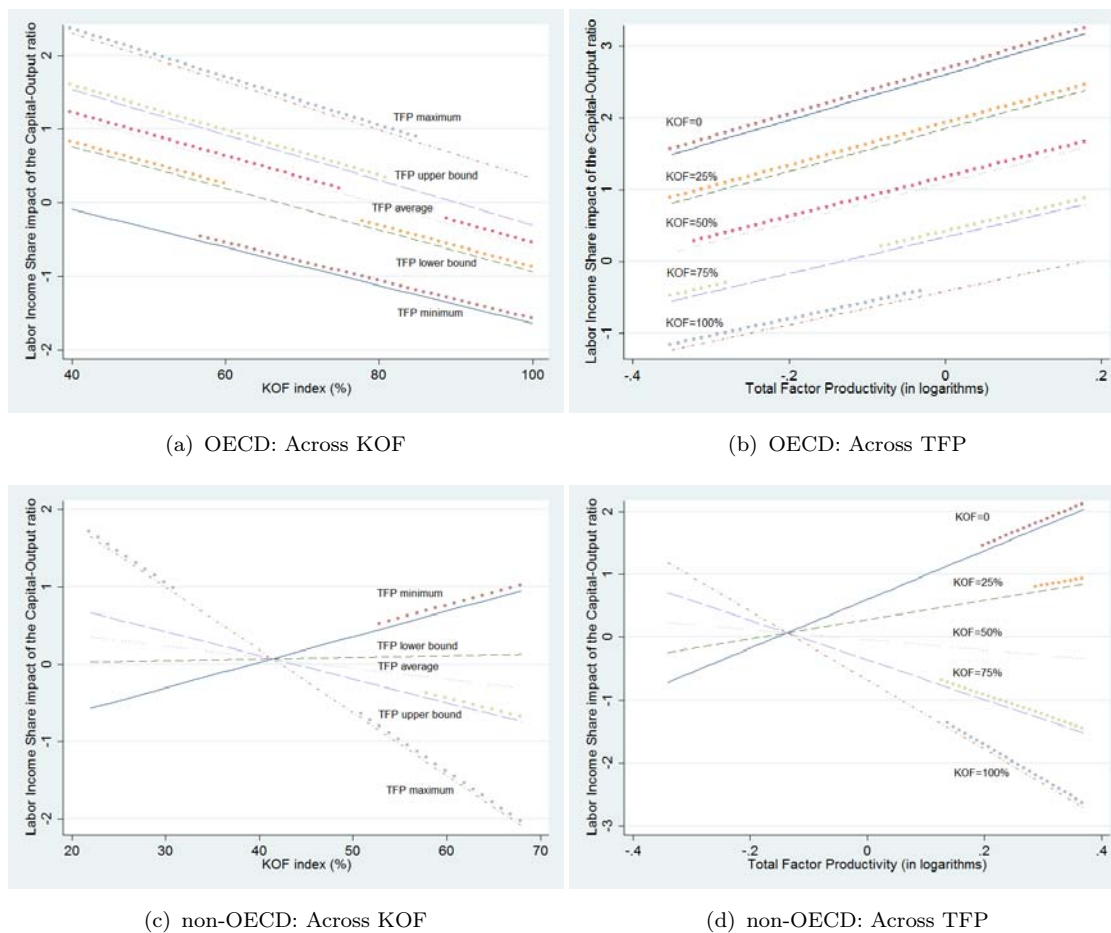 Labor Income Share impact of the Capital-Output ratio
2
1
0
-1
-2
TFP maximum
TFP upper bound
TFP average
TFP lower bound
TFP minimum
40
60
80
100
KOF index (%)
(a) OECD: Across KOF
Labor Income Share impact of the Capital-Output ratio
3
2
1
0
-1
KOF=0
KOF=25%
KOF=50%
KOF=75%
KOF=100%
-.4
-.2
0
.2
Total Factor Productivity (in logarithms)
(b) OECD: Across TFP
Labor Income Share impact of the Capital-Output ratio
2
1
0
-1
-2
TFP minimum
TFP lower bound
TFP average
TFP upper bound
TFP maximum
20
30
40
50
60
70
KOF index (%)
(c) non-OECD: Across KOF
Labor Income Share impact of the Capital-Output ratio
2
1
0
-1
-2
-3
KOF=0
KOF=25%
KOF=50%
KOF=75%
KOF=100%
-.4
-.2
0
.2
.4
Total Factor Productivity (in logarithms)
(d) non-OECD: Across TFP